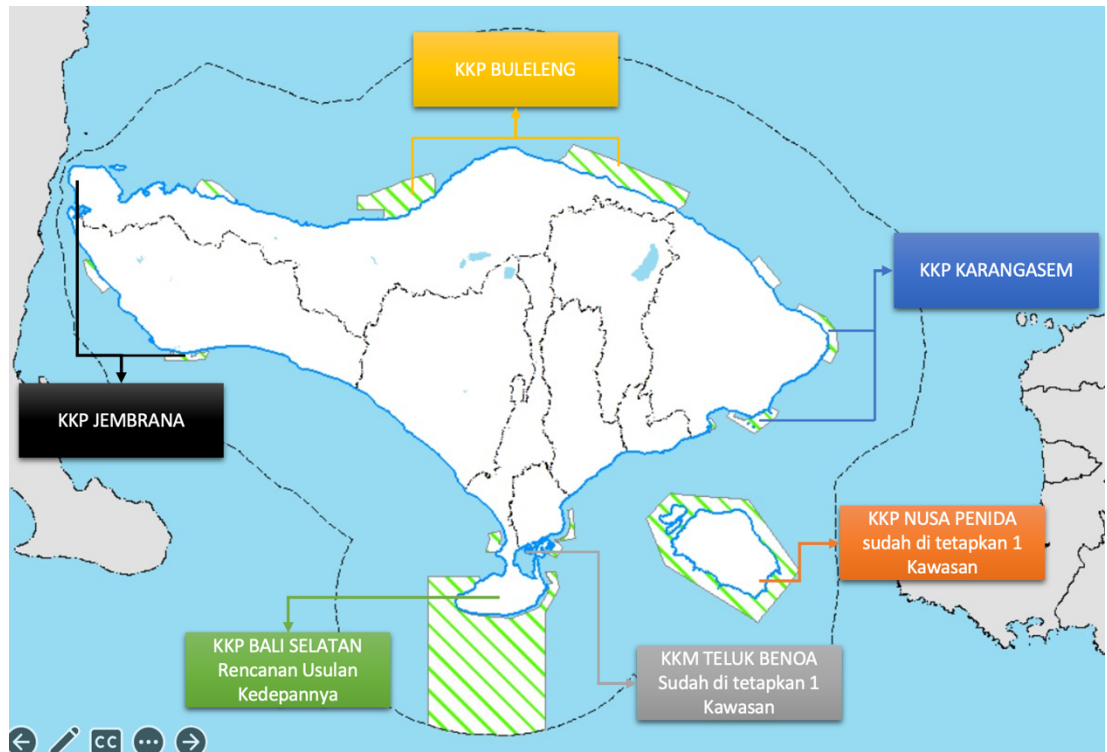 KKP BULELENG
KKP KARANGASEM
KKP JEMBRANA
KKP NUSA PENIDA
sudah di tetapkan 1
Kawasan
KKP BALI SELATAN
Rencanan Usulan
Kedepannya
KKM TELUK BENOA
Sudah di tetapkan 1
Kawasan
CC